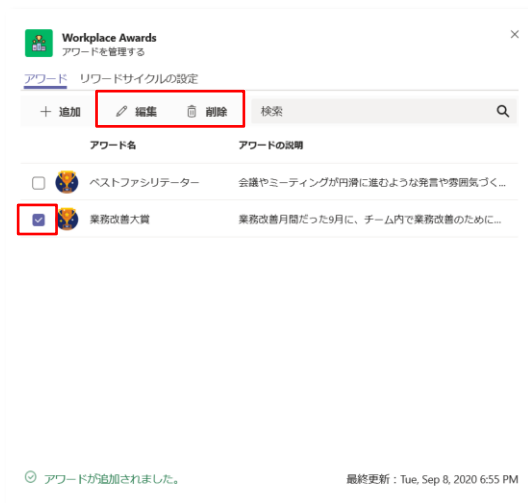 Workplace Awards
アワードを管理する
アワード リワードサイクルの設定
追加 編集 削除 検索
アワード名 アワードの説明
ベストファシリテーター 会議やミーティングが円滑に進むような発言や雰囲気づく...
業務改善大賞 業務改善月間だった9月に、チーム内で業務改善のために...
アワードが追加されました。 最終更新：Tue, Sep 8, 2020 6:55 PM